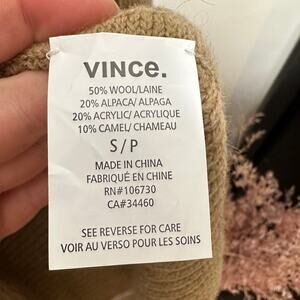 VINCE.
50% WOOL/LAINE
20% ALPACA/ ALPAGA
20% ACRYLIC/ ACRYLIQUE
10% CAMEL/ CHAMEAU
S/P
MADE IN CHINA
FABRIQUÉ EN CHINE
RN#106730
CA#34460
SEE REVERSE FOR CARE
VOIR AU VERSO POUR LES SOINS